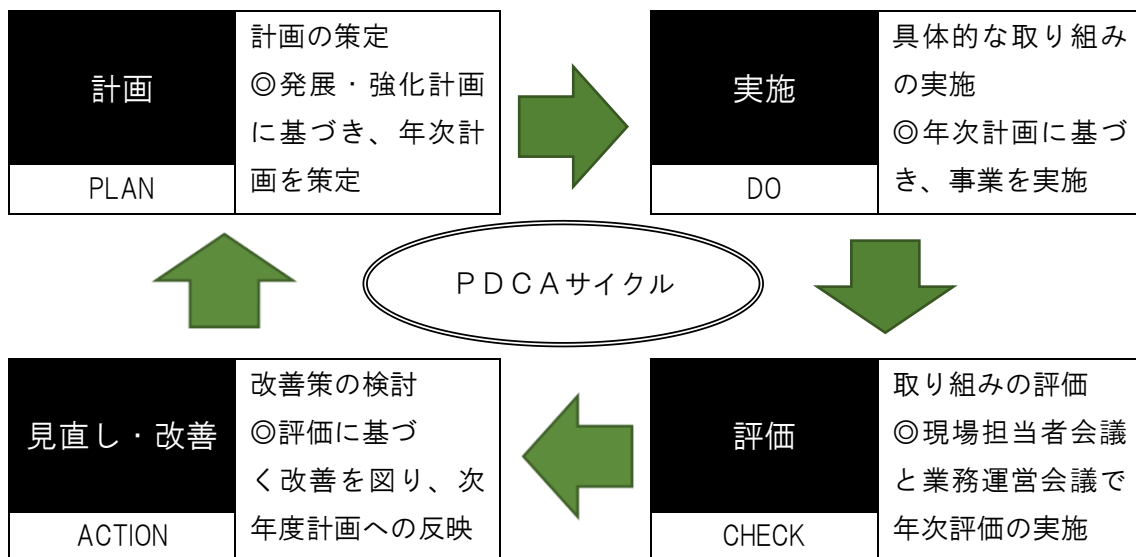 計画
PLAN
計画の策定
◎発展・強化計画
に基づき、年次計
画を策定
実施
DO
具体的な取り組み
の実施
◎年次計画に基づ
き、事業を実施
PDCAサイクル
見直し・改善
ACTION
改善策の検討
◎評価に基づ
く改善を図り、次
年度計画への反映
評価
CHECK
取り組みの評価
◎現場担当者会議
と業務運営会議で
年次評価の実施